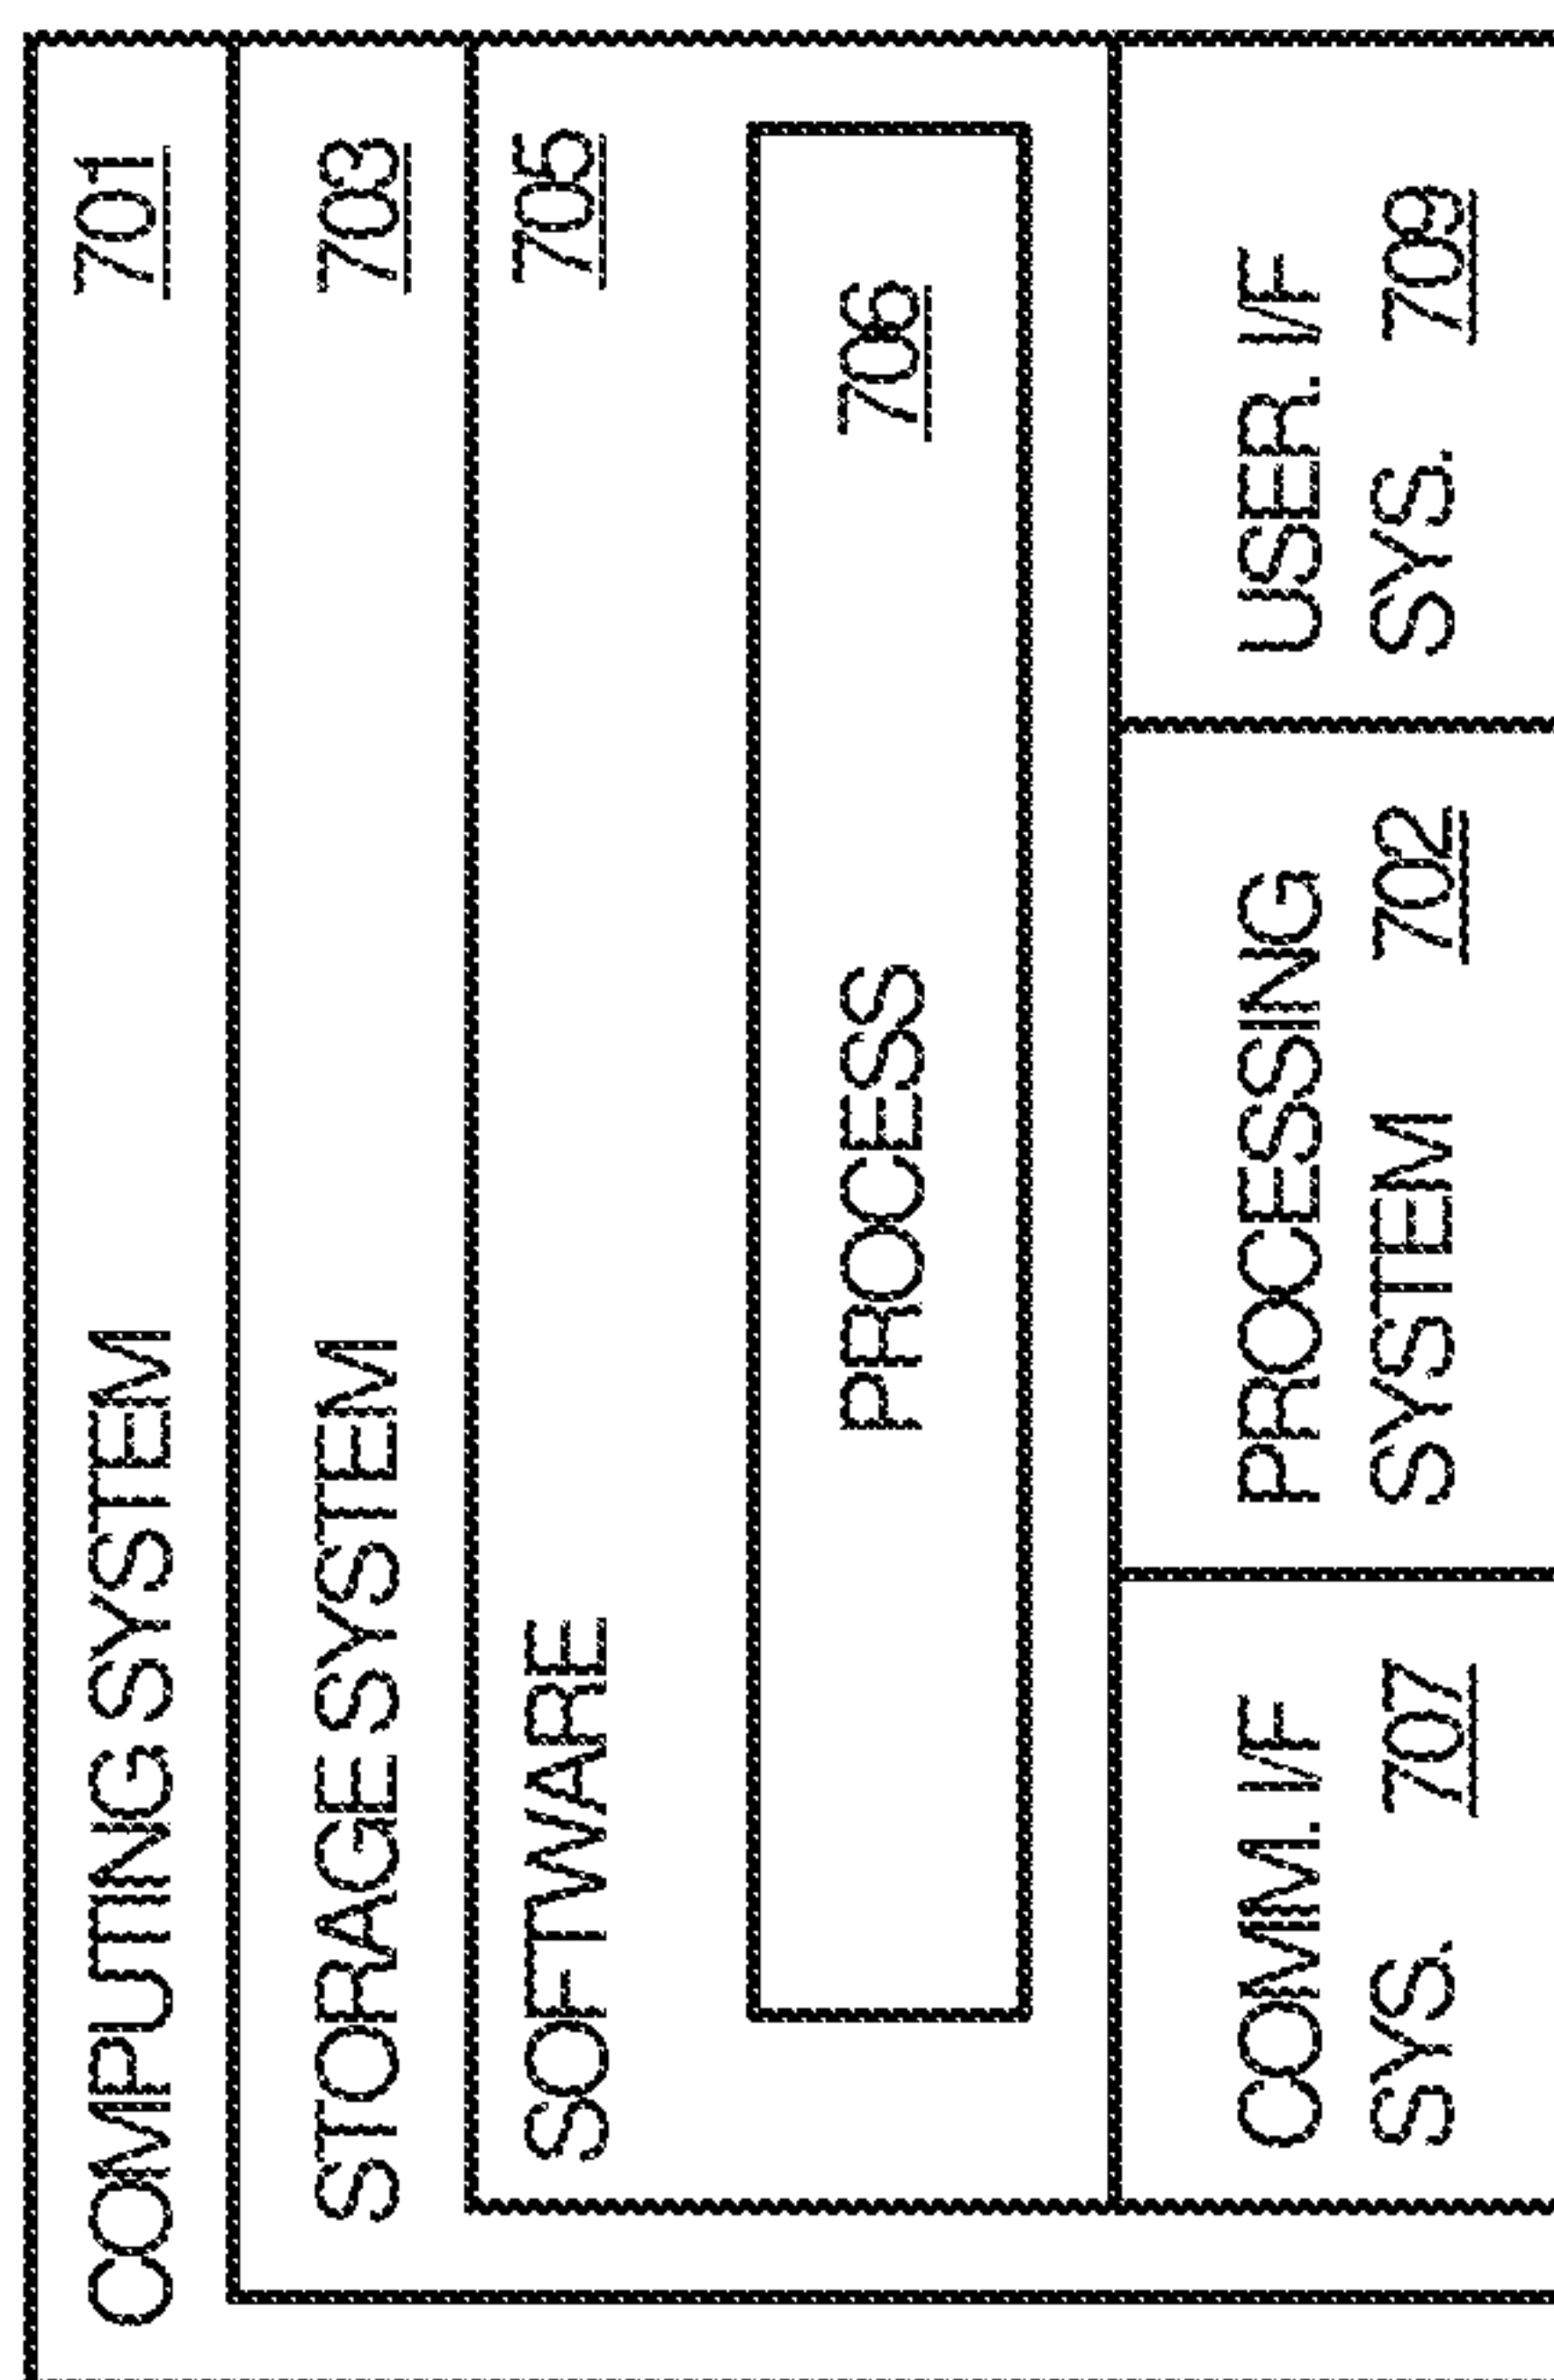 COMPUTING SYSTEM 701
STORAGE SYSTEM 703
SOFTWARE 705
PROCESS 706
COMM. I/F
SYS. 707
PROCESSING
SYSTEM 702
USER. I/F
SYS. 709